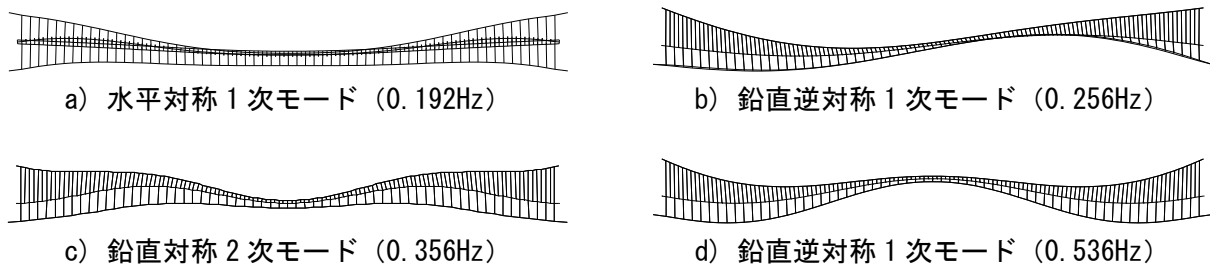 a) 水平対称 1 次モード (0.192Hz)
b) 鉛直逆対称 1 次モード (0.256Hz)
c) 鉛直対称 2 次モード (0.356Hz)
d) 鉛直逆対称 1 次モード (0.536Hz)